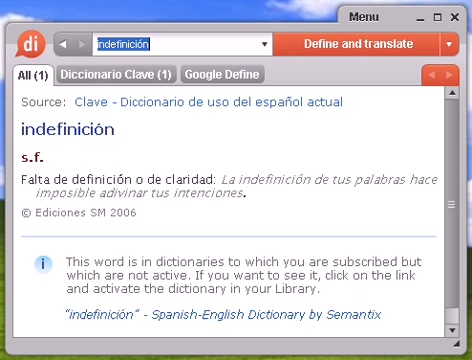 Menu
di
indefinición
Define and translate
All (1)
Diccionario Clave (1)
Google Define
Source: Clave - Diccionario de uso del español actual
indefinición
s.f.
Falta de definición o de claridad: La indefinición de tus palabras hace
imposible adivinar tus intenciones.
© Ediciones SM 2006
i
This word is in dictionaries to which you are subscribed but
which are not active. If you want to see it, click on the link
and activate the dictionary in your Library.
"indefinición" - Spanish-English Dictionary by Semantix